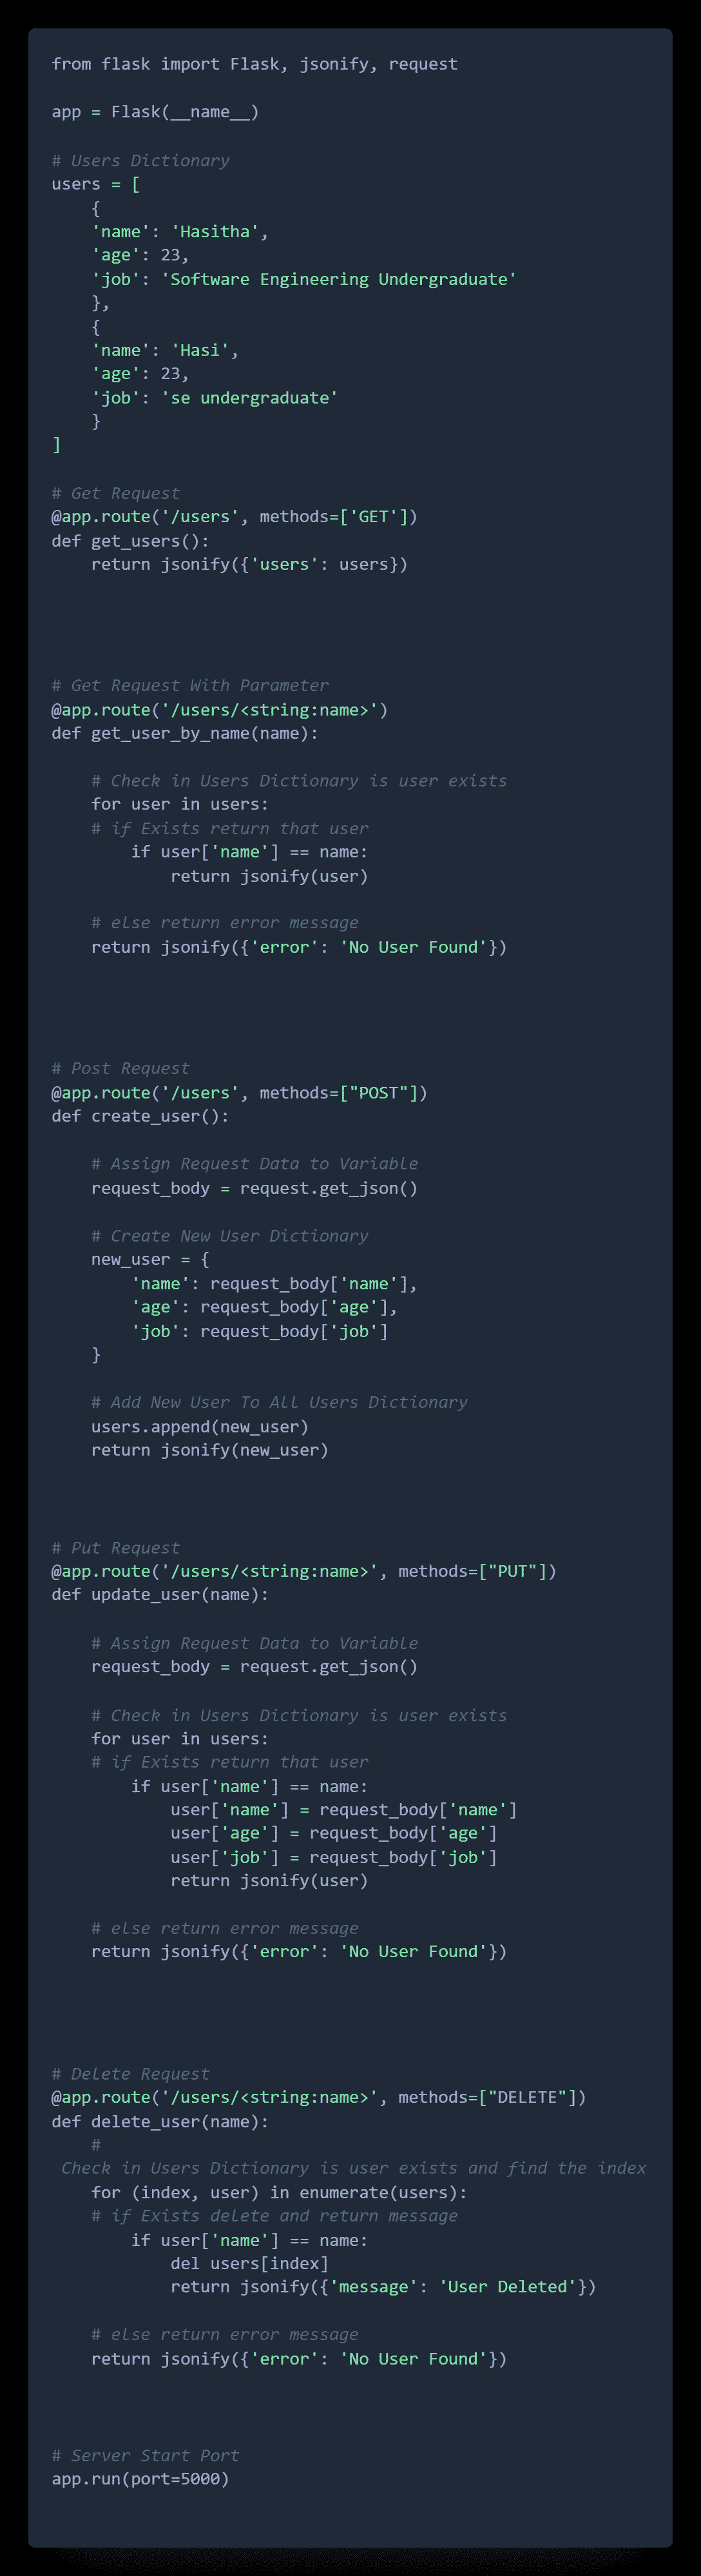 from flask import Flask, jsonify, request

app = Flask(__name__)

# Users Dictionary
users = [
    {
    'name': 'Hasitha',
    'age': 23,
    'job': 'Software Engineering Undergraduate'
    },
    {
    'name': 'Hasi',
    'age': 23,
    'job': 'se undergraduate'
    }
]

# Get Request
@app.route('/users', methods=['GET'])
def get_users():
    return jsonify({'users': users})

# Get Request With Parameter
@app.route('/users/<string:name>')
def get_user_by_name(name):

    # Check in Users Dictionary is user exists
    for user in users:
    # if Exists return that user
        if user['name'] == name:
            return jsonify(user)

    # else return error message
    return jsonify({'error': 'No User Found'})

# Post Request
@app.route('/users', methods=["POST"])
def create_user():

    # Assign Request Data to Variable
    request_body = request.get_json()

    # Create New User Dictionary
    new_user = {
        'name': request_body['name'],
        'age': request_body['age'],
        'job': request_body['job']
    }

    # Add New User To All Users Dictionary
    users.append(new_user)
    return jsonify(new_user)

# Put Request
@app.route('/users/<string:name>', methods=["PUT"])
def update_user(name):

    # Assign Request Data to Variable
    request_body = request.get_json()

    # Check in Users Dictionary is user exists
    for user in users:
    # if Exists return that user
        if user['name'] == name:
            user['name'] = request_body['name']
            user['age'] = request_body['age']
            user['job'] = request_body['job']
            return jsonify(user)

    # else return error message
    return jsonify({'error': 'No User Found'})

# Delete Request
@app.route('/users/<string:name>', methods=["DELETE"])
def delete_user(name):
    #
 Check in Users Dictionary is user exists and find the index
    for (index, user) in enumerate(users):
    # if Exists delete and return message
        if user['name'] == name:
            del users[index]
            return jsonify({'message': 'User Deleted'})

    # else return error message
    return jsonify({'error': 'No User Found'})

# Server Start Port
app.run(port=5000)